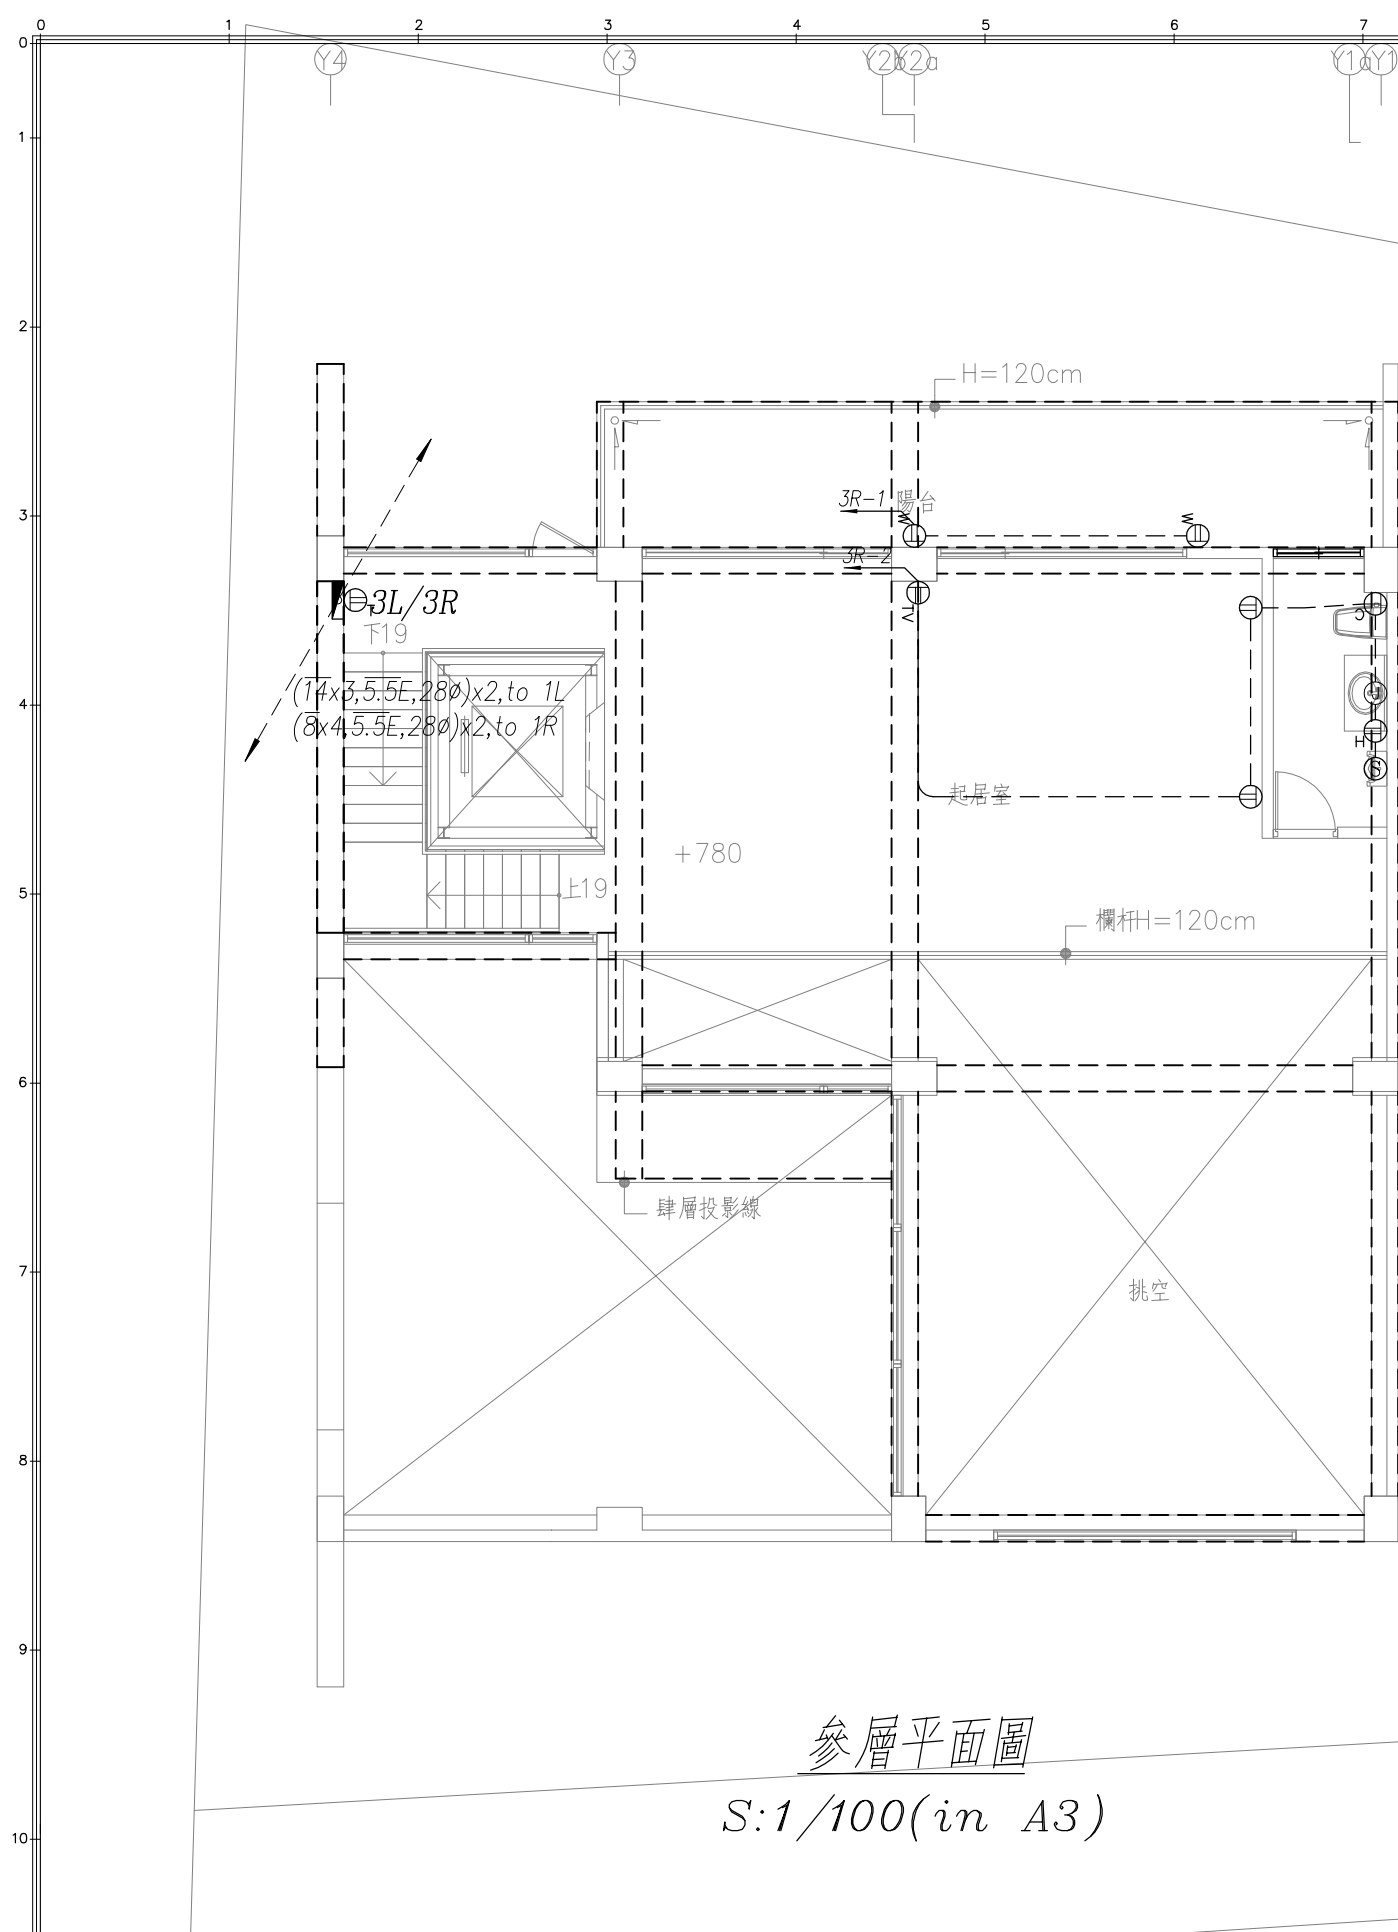 0 1 2 3 4 5 6 7
0
1
2
3
4
5
6
7
8
9
10
Y4 Y3 Y2b Y2a Y1a Y1
H=120cm
3R-1 陽台
W W
3R-2
TV
T
3L/3R
下19
C
(14x3,5.5E,28ø)x2,to 1L
(8x4,5.5E,28ø)x2,to 1R
H
S
起居室
+780
上19
欄杆H=120cm
肆層投影線
挑空
參層平面圖
S:1/100(in A3)